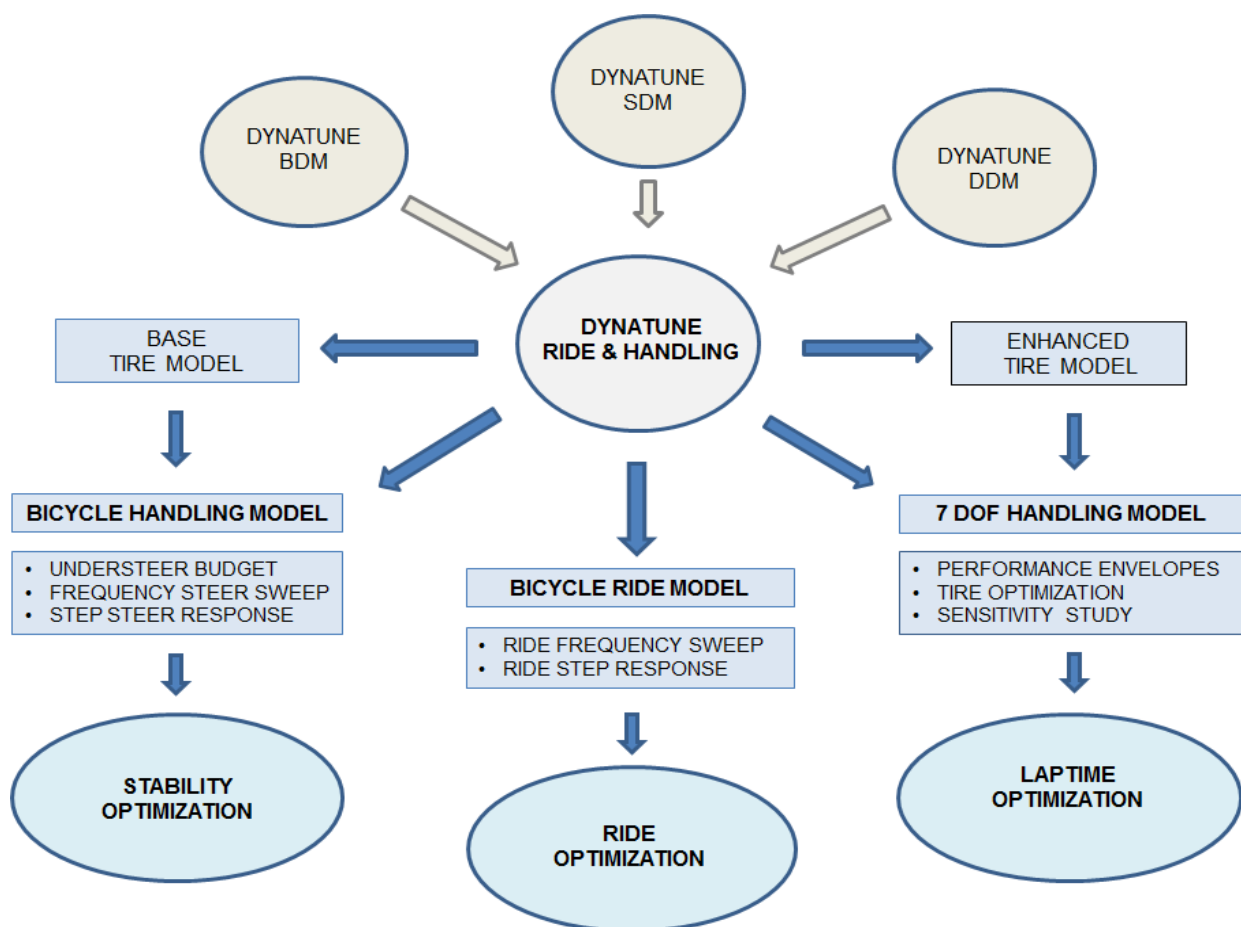 DYNATUNE
SDM
DYNATUNE
BDM
DYNATUNE
DDM
DYNATUNE
RIDE & HANDLING
BASE
TIRE MODEL
ENHANCED
TIRE MODEL
BICYCLE HANDLING MODEL
• UNDERSTEER BUDGET
• FREQUENCY STEER SWEEP
• STEP STEER RESPONSE
BICYCLE RIDE MODEL
• RIDE FREQUENCY SWEEP
• RIDE STEP RESPONSE
7 DOF HANDLING MODEL
• PERFORMANCE ENVELOPES
• TIRE OPTIMIZATION
• SENSITIVITY STUDY
STABILITY
OPTIMIZATION
RIDE
OPTIMIZATION
LAPTIME
OPTIMIZATION